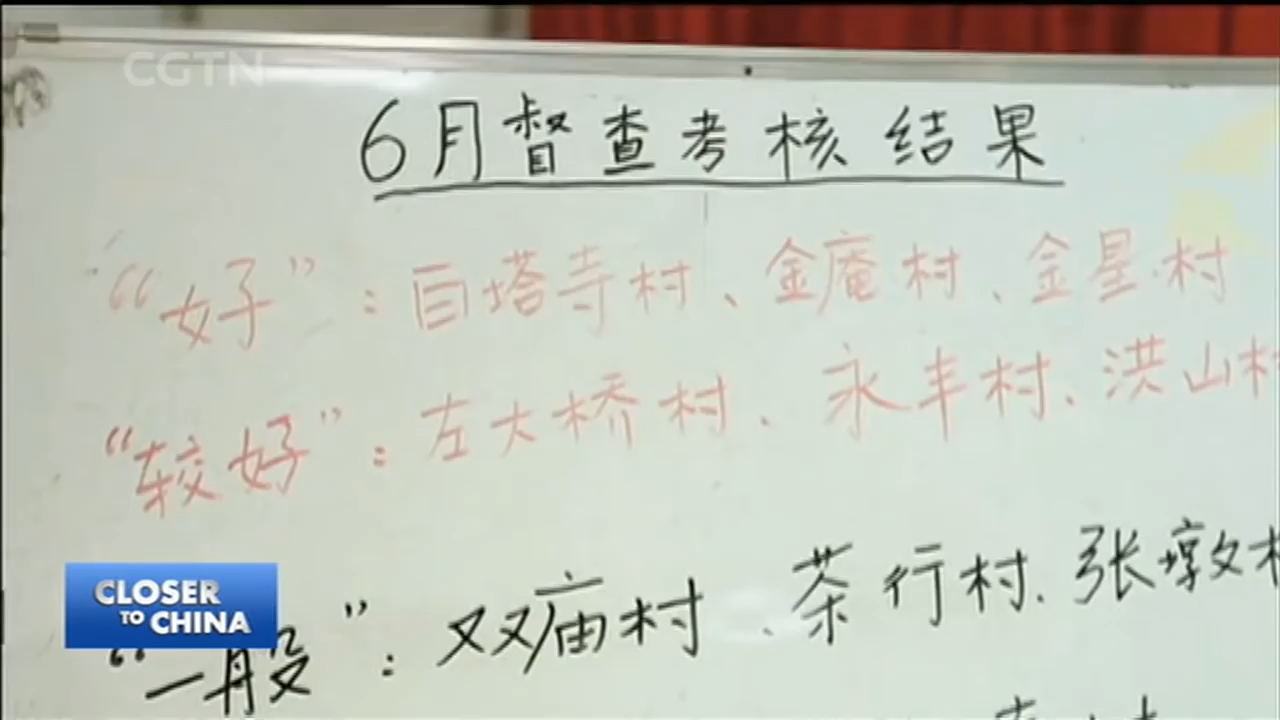 CGTN
6月督查考核结果
“好”：白塔寺村、金庵村、金星村
“较好”：左大桥村、永丰村、洪山村
“一般”：双庙村、茶行村、张墩村
CLOSER
TO CHINA